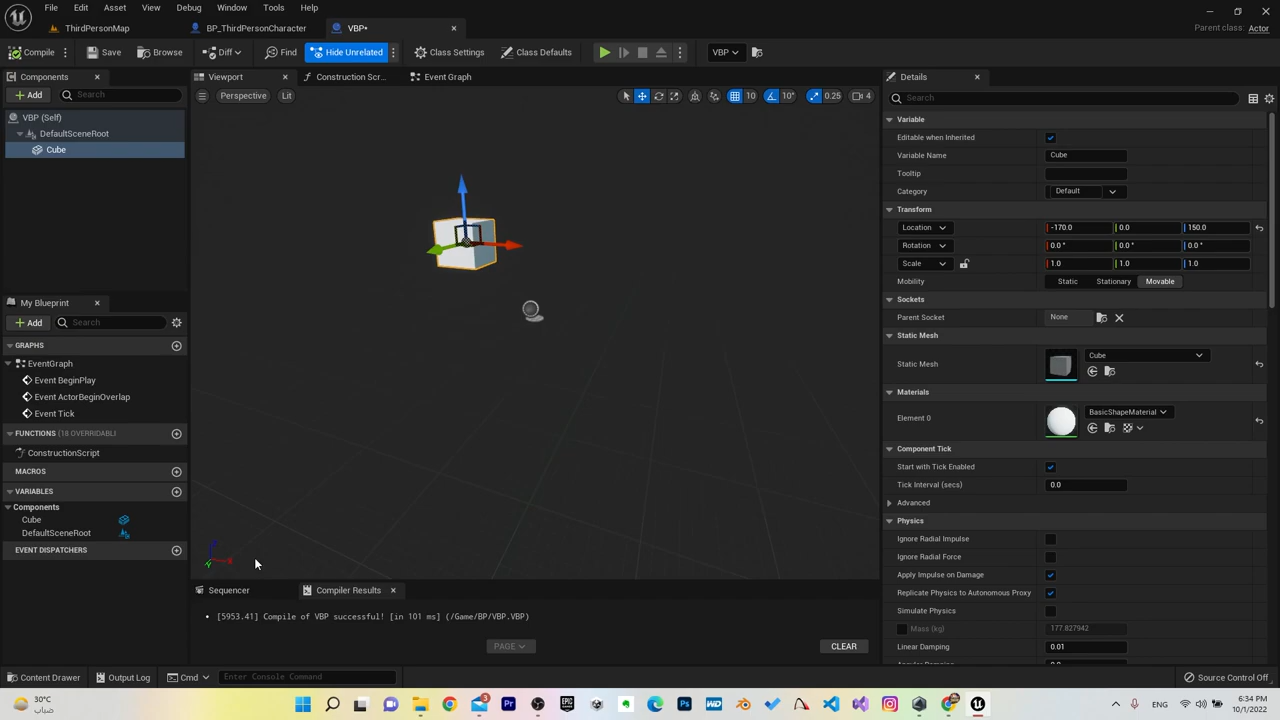 File Edit Asset View Debug Window Tools Help
ThirdPersonMap BP_ThirdPersonCharacter VBP*
Parent class: Actor
Compile Save Browse Diff Find Hide Unrelated Class Settings Class Defaults VBP
Components
Add Search
VBP (Self)
DefaultSceneRoot
Cube
My Blueprint
Add Search
GRAPHS
EventGraph
Event BeginPlay
Event ActorBeginOverlap
Event Tick
FUNCTIONS (18 OVERRIDABLI
ConstructionScript
MACROS
VARIABLES
Components
Cube
DefaultSceneRoot
EVENT DISPATCHERS
Viewport Construction Scr... Event Graph
Perspective Lit 10 10° 0.25 4
Sequencer Compiler Results
[5953.41] Compile of VBP successful! [in 101 ms] (/Game/BP/VBP.VBP)
PAGE CLEAR
Details
Search
Variable
Editable when Inherited
Variable Name Cube
Tooltip
Category Default
Transform
Location -170.0 0.0 150.0
Rotation 0.0 ° 0.0 ° 0.0 °
Scale 1.0 1.0 1.0
Mobility Static Stationary Movable
Sockets
Parent Socket None
Static Mesh
Static Mesh Cube
Materials
Element 0 BasicShapeMaterial
Component Tick
Start with Tick Enabled
Tick Interval (secs) 0.0
Advanced
Physics
Ignore Radial Impulse
Ignore Radial Force
Apply Impulse on Damage
Replicate Physics to Autonomous Proxy
Simulate Physics
Mass (kg) 177.827942
Linear Damping 0.01
Angular Damping 0.0
Content Drawer Output Log Cmd Enter Console Command Source Control Off
30°C
ضباب
6:34 PM
10/1/2022